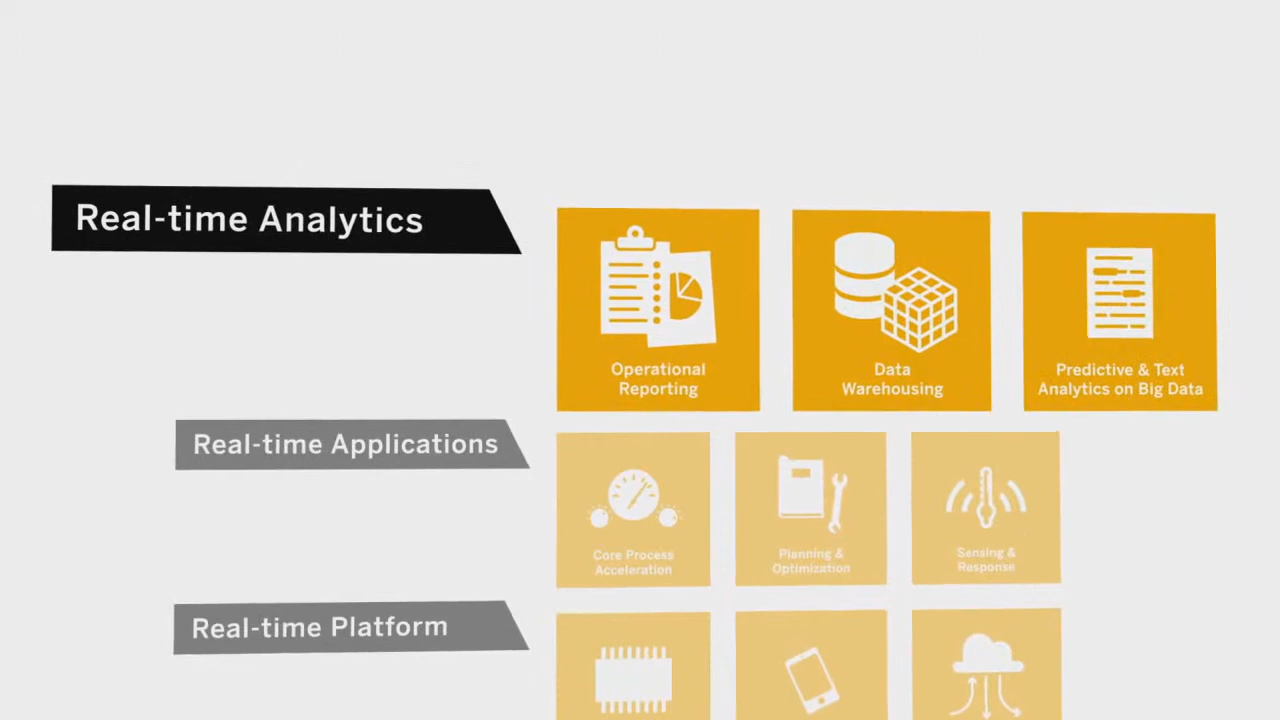 Real-time Analytics
Operational
Reporting
Data
Warehousing
Predictive & Text
Analytics on Big Data
Real-time Applications
Core Process
Acceleration
Planning &
Optimization
Sensing &
Response
Real-time Platform